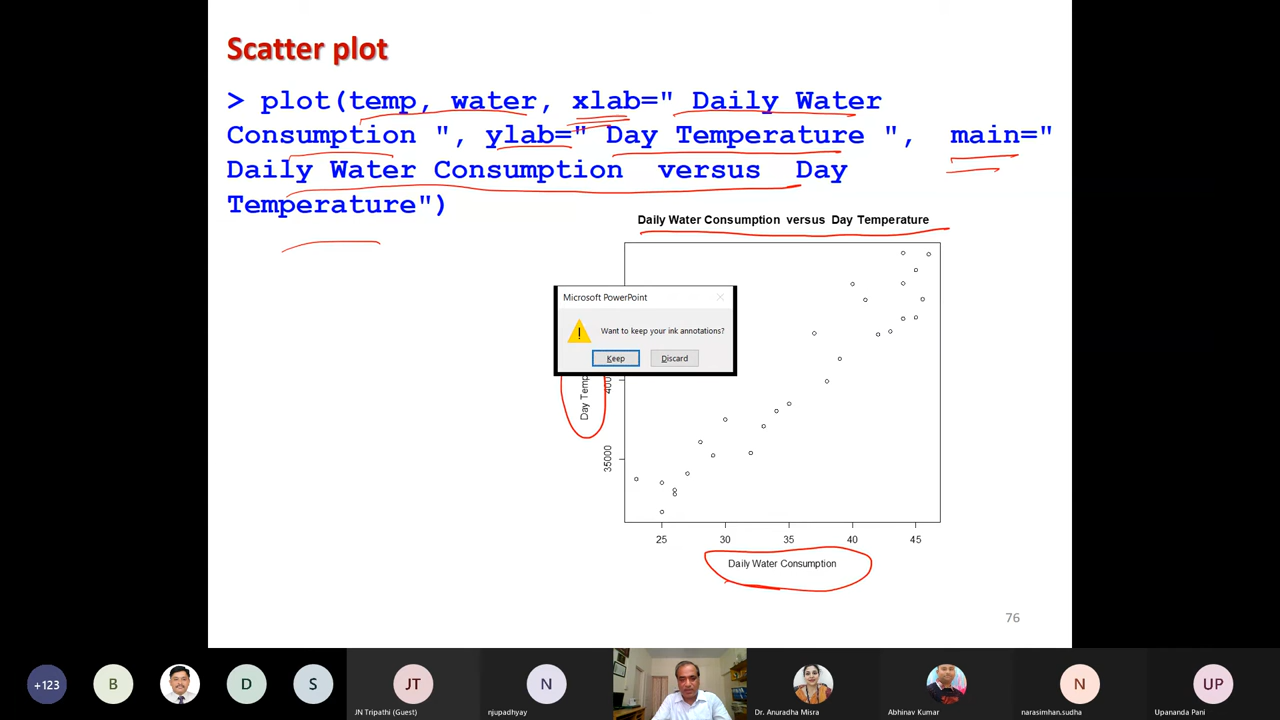 Scatter plot
> plot(temp, water, xlab=" Daily Water
Consumption ", ylab=" Day Temperature ", main="
Daily Water Consumption versus Day
Temperature")
Daily Water Consumption versus Day Temperature
Microsoft PowerPoint
Want to keep your ink annotations?
Keep Discard
Day Temp
35000
25 30 35 40 45
Daily Water Consumption
76
+123 B D S JT N N UP
JN Tripathi (Guest) njupadhyay Dr. Anuradha Misra Abhinav Kumar narasimhan.sudha Upananda Pani